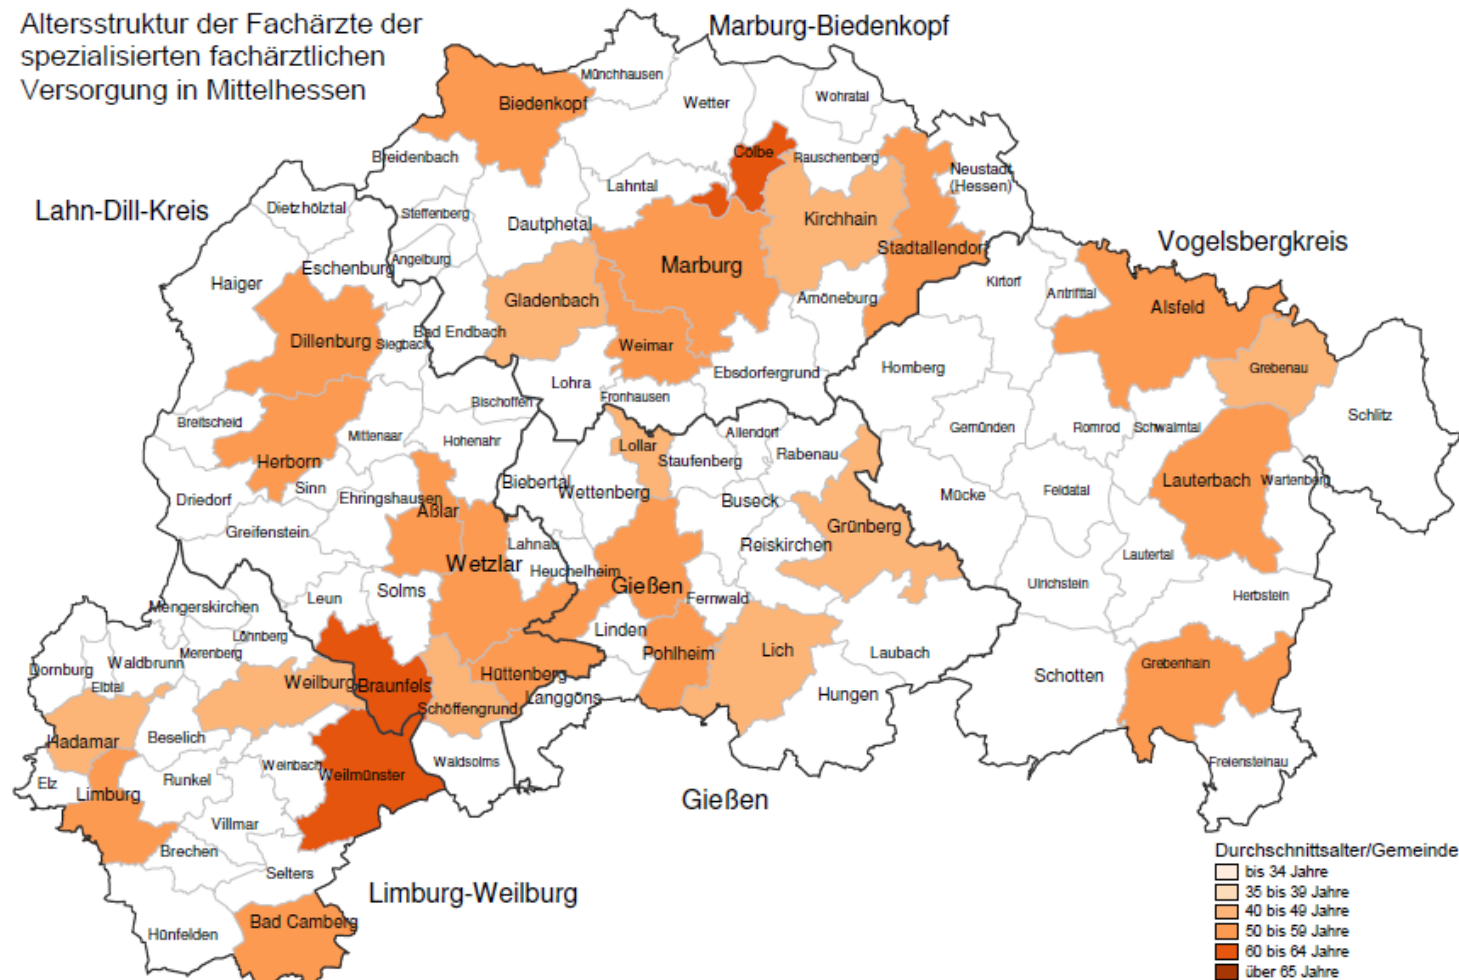 Altersstruktur der Fachärzte der
spezialisierten fachärztlichen
Versorgung in Mittelhessen
Marburg-Biedenkopf
Münchhausen
Wetter
Wohratal
Biedenkopf
Breidenbach
Cölbe
Rauschenberg
Neustadt
(Hessen)
Lahntal
Lahn-Dill-Kreis
Dietzhölztal
Steffenberg
Dautphetal
Kirchhain
Stadtallendorf
Vogelsbergkreis
Angelburg
Eschenburg
Haiger
Marburg
Kirtorf
Antrifttal
Gladenbach
Amöneburg
Alsfeld
Bad Endbach
Dillenburg
Siegbach
Weimar
Ebsdorfergrund
Homberg
Grebenau
Lohra
Fronhausen
Bischoffen
Schlitz
Breitscheid
Mittenaar
Hohenahr
Lollar
Allendorf
Gemünden
Romrod
Schwalmtal
Herborn
Staufenberg
Rabenau
Sinn
Ehringshausen
Biebertal
Wettenberg
Lauterbach
Wartenberg
Driedorf
Aßlar
Buseck
Mücke
Feldatal
Greifenstein
Grünberg
Lahnau
Reiskirchen
Wetzlar
Heuchelheim
Lautertal
Gießen
Solms
Leun
Fernwald
Ulrichstein
Herbstein
Mengerskirchen
Löhnberg
Linden
Merenberg
Waldbrunn
Dornburg
Elbtal
Pohlheim
Lich
Laubach
Grebenhain
Hüttenberg
Schotten
Weilburg
Braunfels
Langgöns
Hungen
Schöffengrund
Hadamar
Beselich
Waldsolms
Freiensteinau
Elz
Runkel
Weinbach
Weilmünster
Limburg
Gießen
Villmar
Brechen
Selters
Durchschnittsalter/Gemeinde
bis 34 Jahre
35 bis 39 Jahre
40 bis 49 Jahre
50 bis 59 Jahre
60 bis 64 Jahre
über 65 Jahre
Limburg-Weilburg
Bad Camberg
Hünfelden